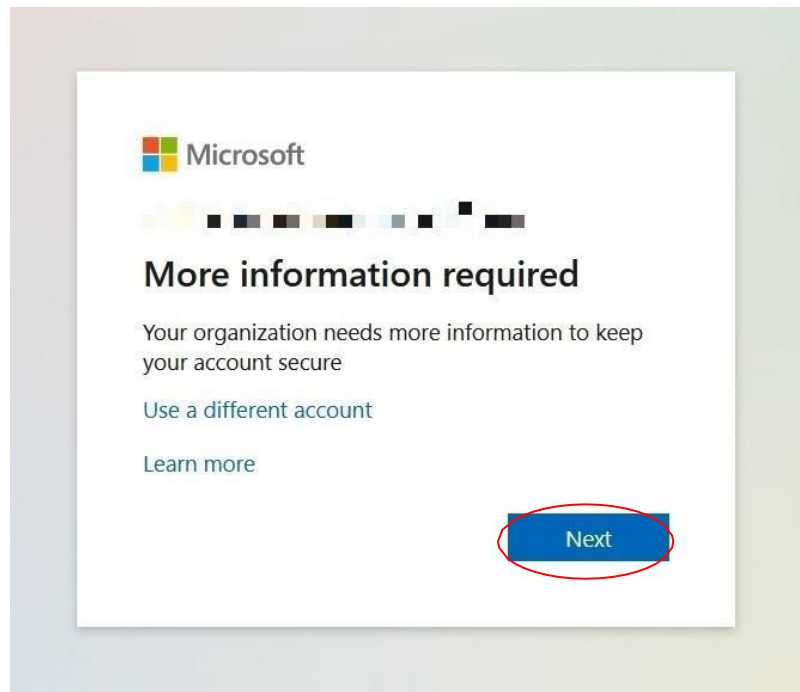 Microsoft
More information required
Your organization needs more information to keep
your account secure
Use a different account
Learn more
Next